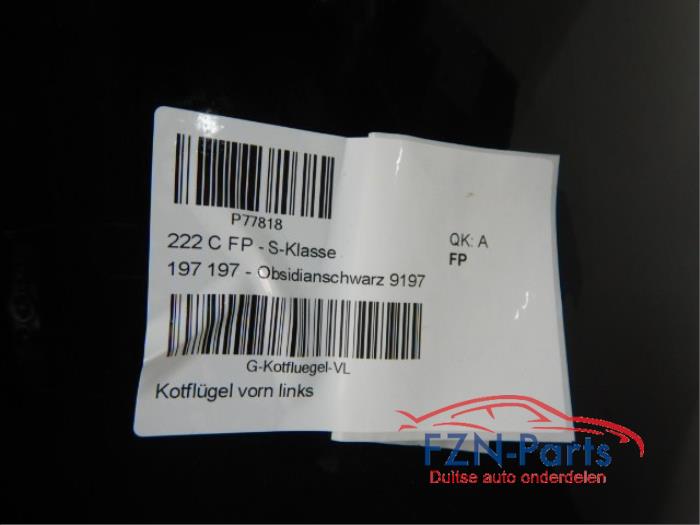 P77818
222 C FP - S-Klasse
197 197 - Obsidianschwarz 9197
QK: A
FP
G-Kotfluegel-VL
Kotflügel vorn links
FZN-Parts
Duitse auto onderdelen